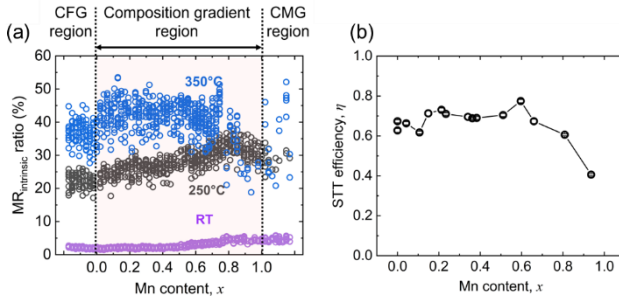 CFG region
Composition gradient region
CMG region
(a)
MRintrinsic ratio (%)
60
50
40
30
20
10
0
350°C
250°C
RT
0.0 0.2 0.4 0.6 0.8 1.0
Mn content, x
(b)
STT efficiency, η
1.0
0.8
0.6
0.4
0.2
0.0
0.0 0.2 0.4 0.6 0.8 1.0
Mn content, x